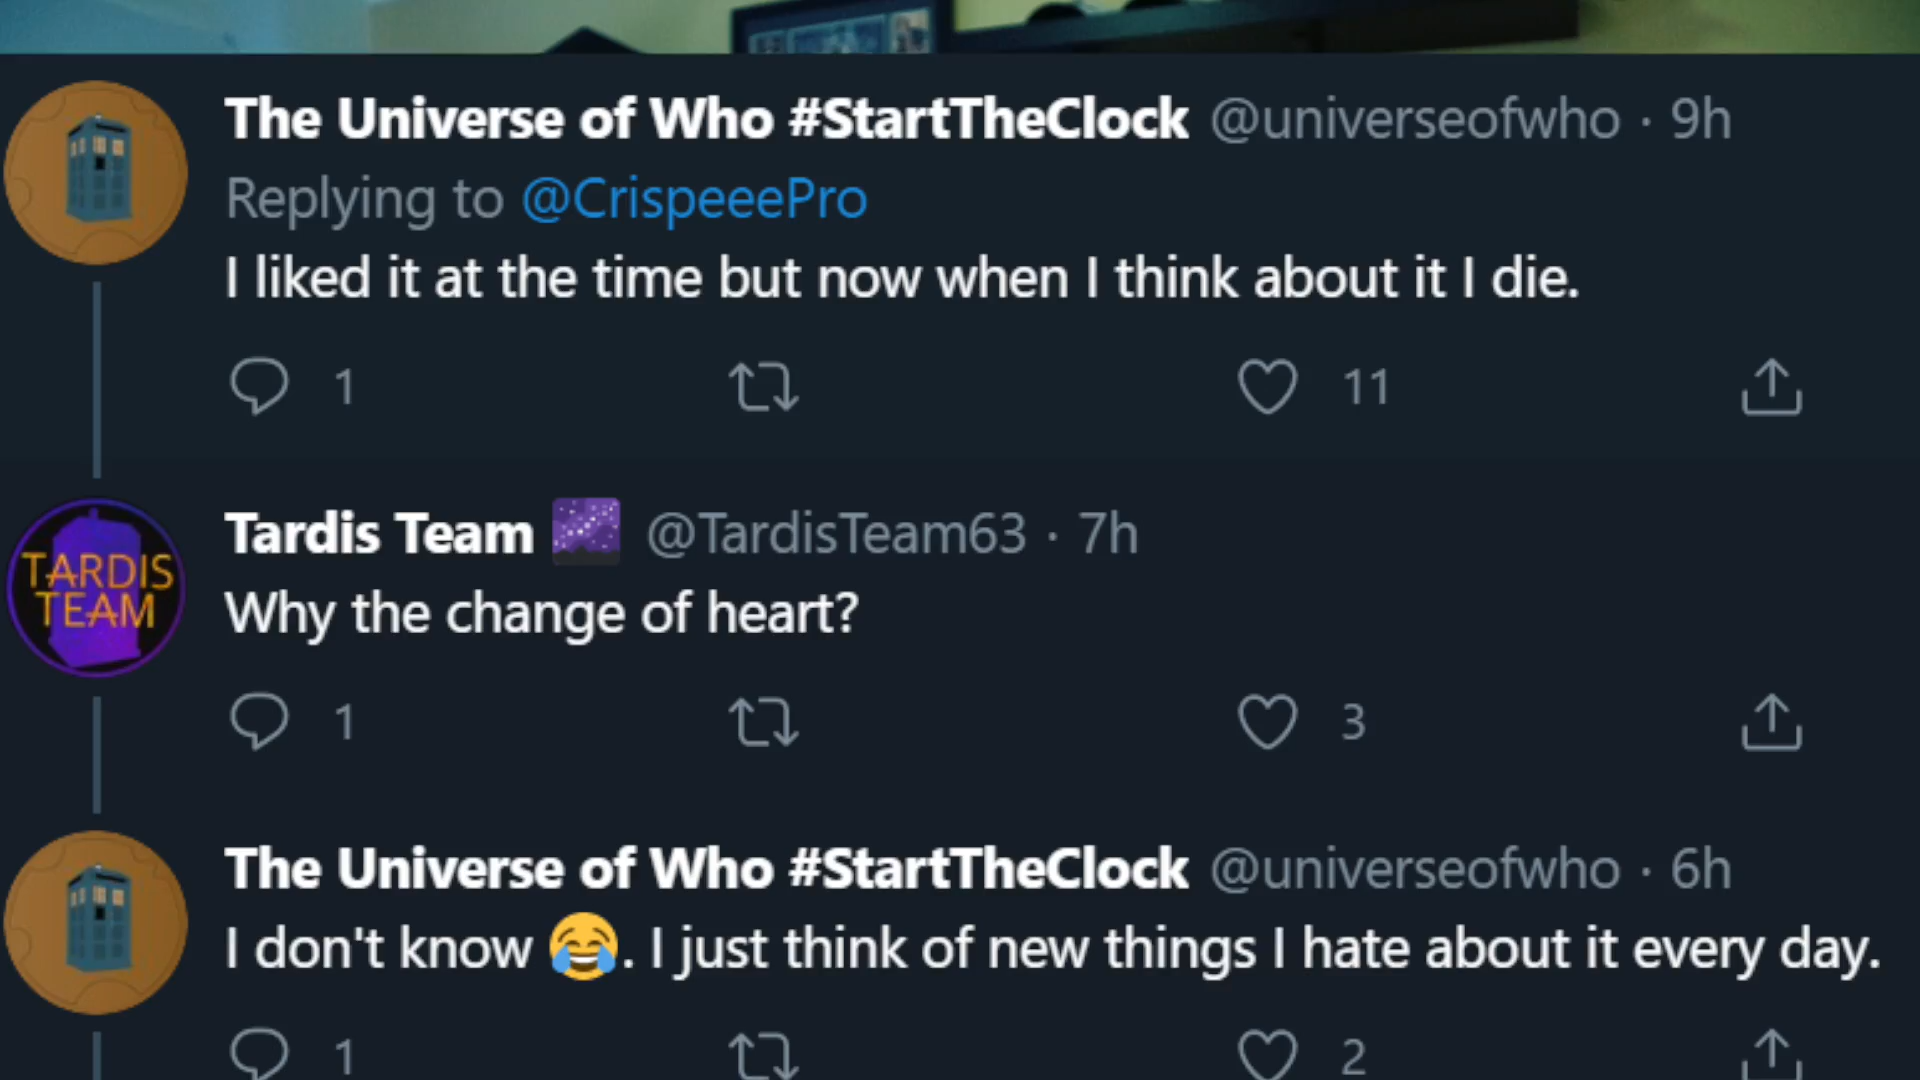 The Universe of Who #StartTheClock @universeofwho · 9h
Replying to @CrispeeePro
I liked it at the time but now when I think about it I die.
1 11
TARDIS
TEAM
Tardis Team 🌌 @TardisTeam63 · 7h
Why the change of heart?
1 3
The Universe of Who #StartTheClock @universeofwho · 6h
I don't know 😂. I just think of new things I hate about it every day.
1 2